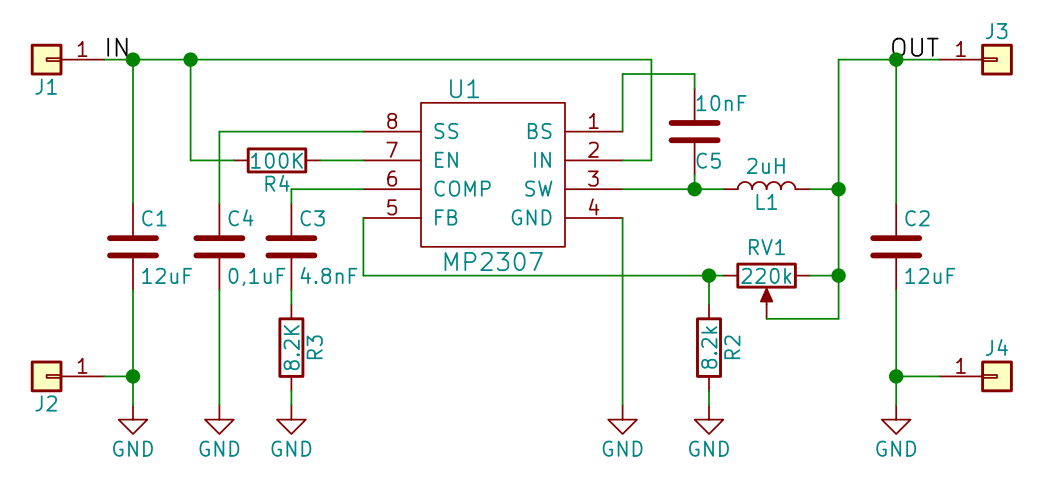 IN
1
J1
OUT
1
J3
U1
8
SS
7
EN
6
COMP
5
FB
BS
1
IN
2
SW
3
GND
4
MP2307
100K
R4
10nF
C5
2uH
L1
C1
12uF
C4
0,1uF
C3
4.8nF
RV1
220k
C2
12uF
8.2K
R3
8.2k
R2
1
J2
1
J4
GND
GND
GND
GND
GND
GND